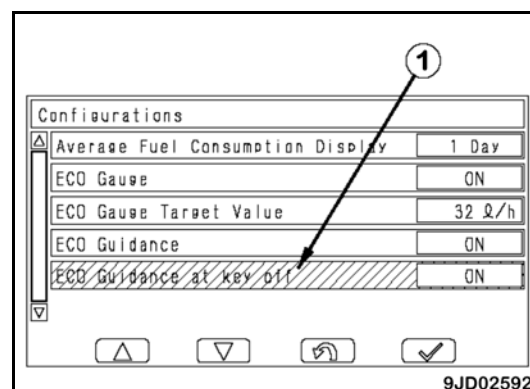 1
Configurations
Average Fuel Consumption Display 1 Day
ECO Gauge ON
ECO Gauge Target Value 32 ℓ/h
ECO Guidance ON
ECO Guidance at key off ON
9JD02592